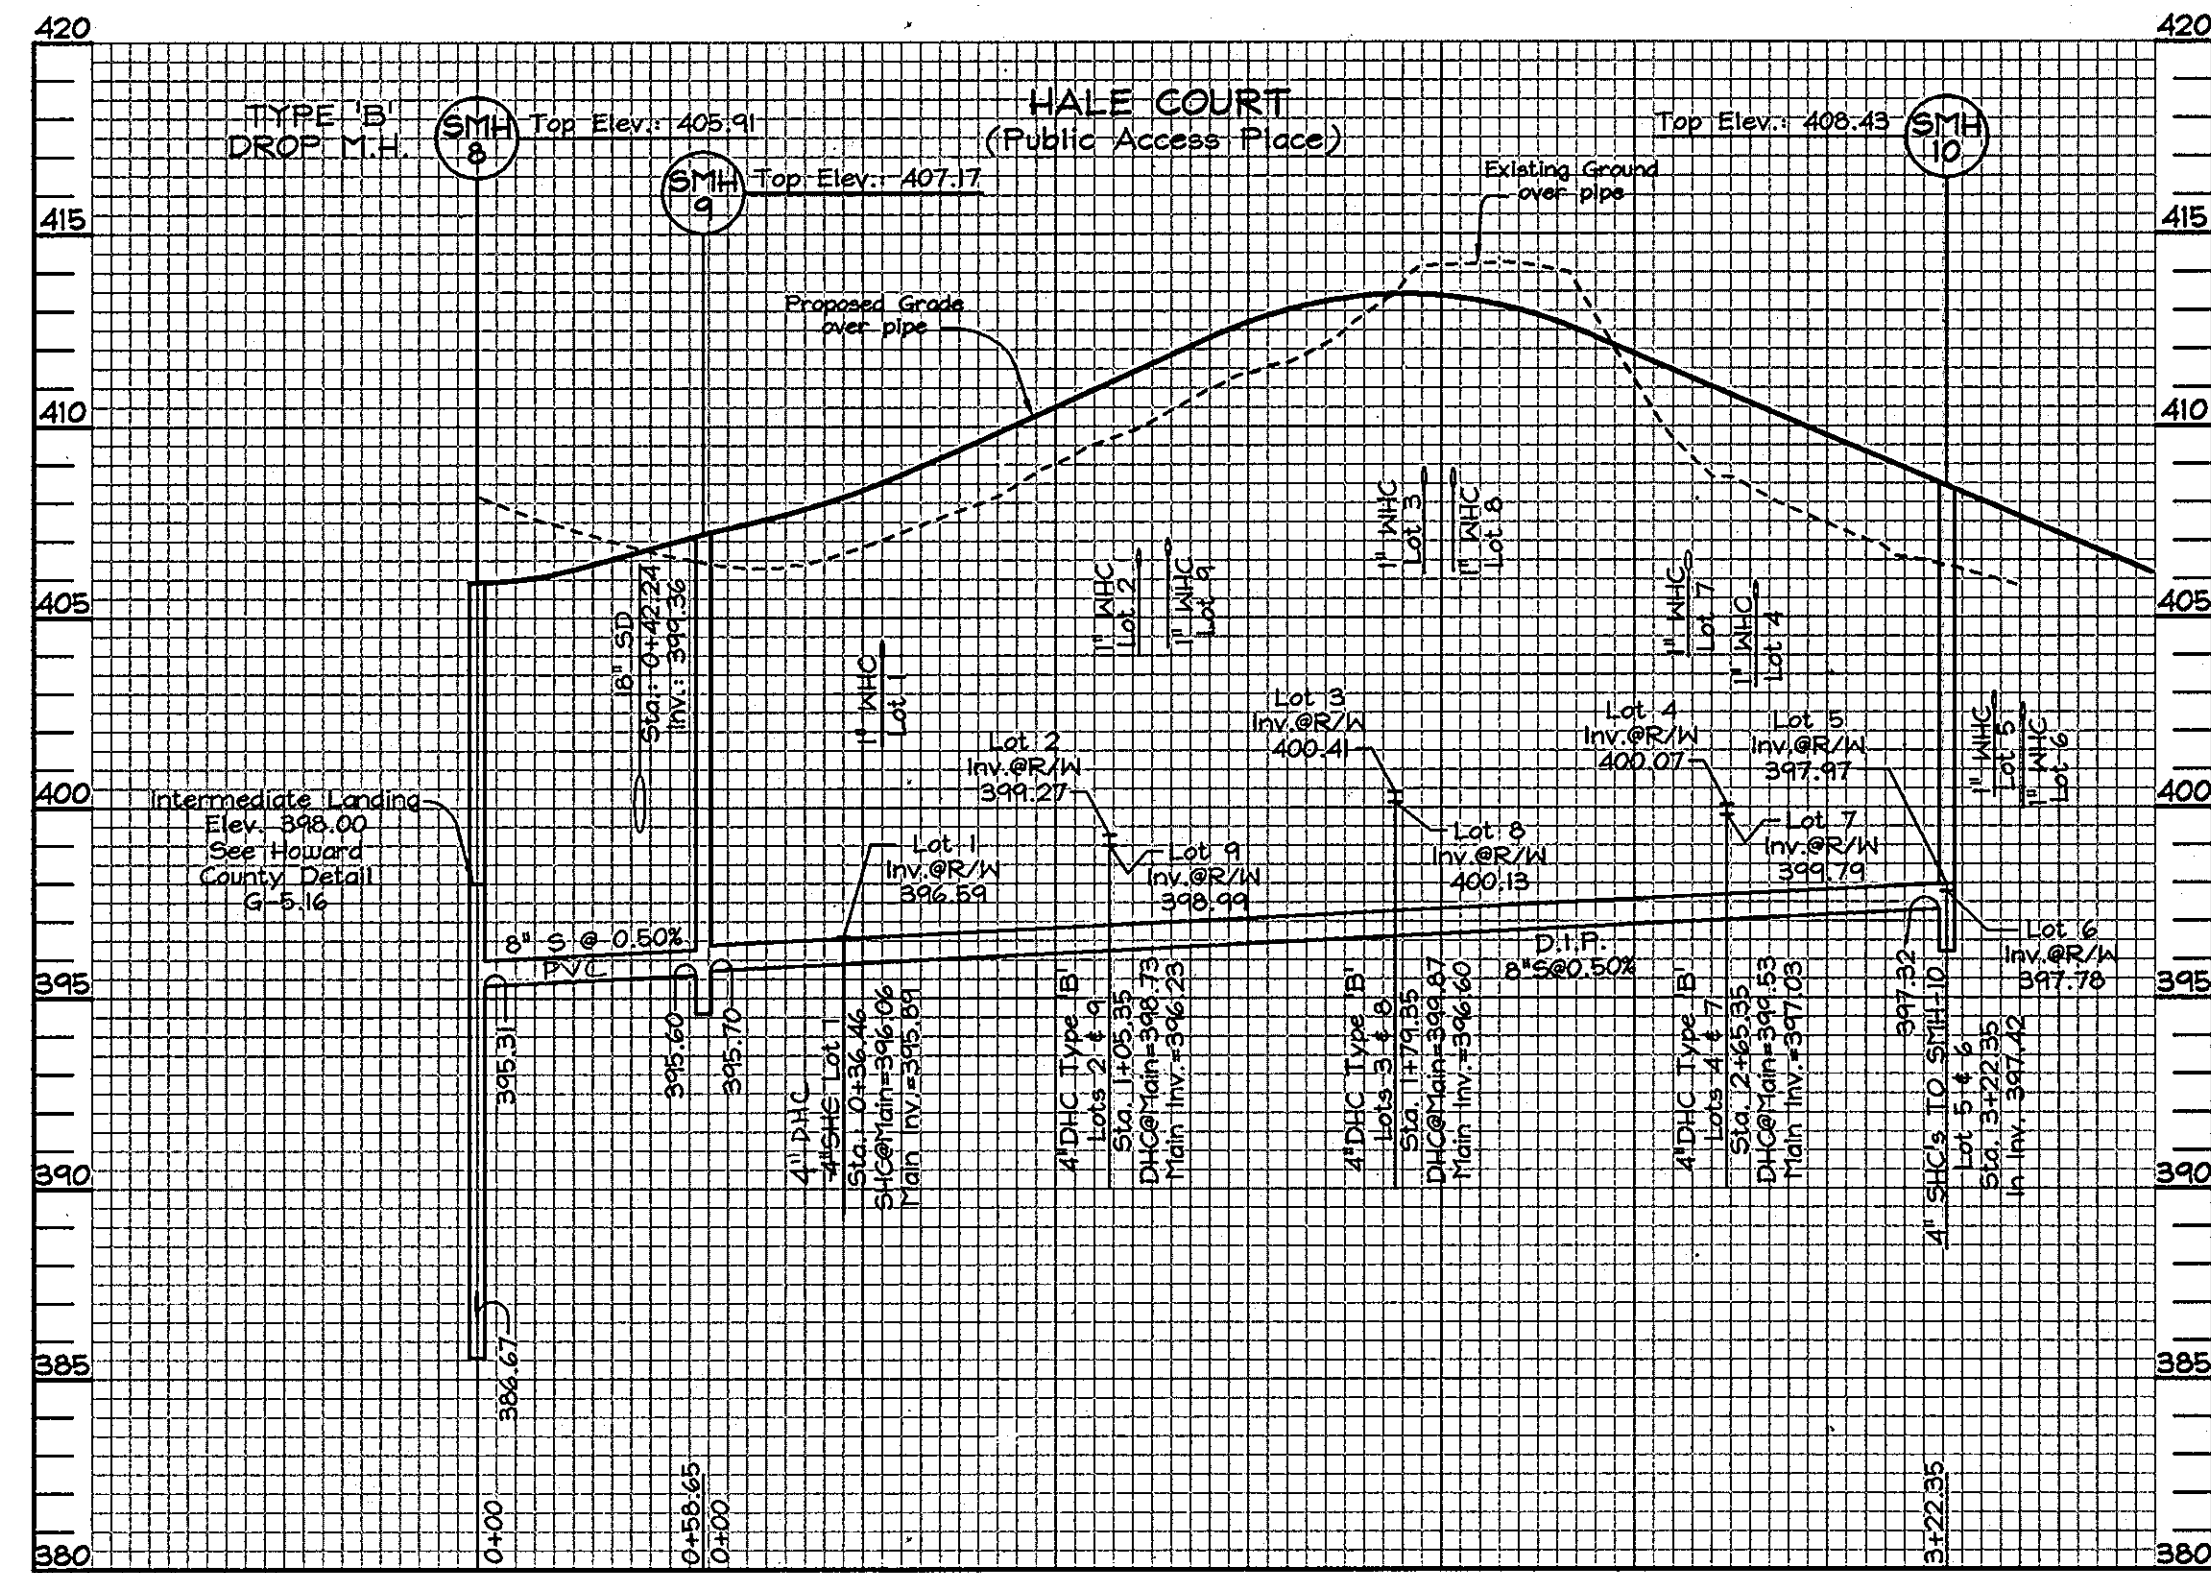 420
420
415
415
410
410
405
405
400
400
395
395
390
390
385
385
380
380
HALE COURT
(Public Access Place)
TYPE 'B'
DROP M.H.
SMH
8
Top Elev.: 405.91
SMH
9
Top Elev.: 407.17
Top Elev.: 408.43
SMH
10
Existing Ground
over pipe
Proposed Grade
over pipe
18" SD
Sta.: 0+42.24
Inv.: 399.36
1" WHC
Lot 1
1" WHC
Lot 2
1" WHC
Lot 9
1" WHC
Lot 3
1" WHC
Lot 8
1" WHC
Lot 7
1" WHC
Lot 4
1" WHC
Lot 5
1" WHC
Lot 6
Intermediate Landing
Elev. 398.00
See Howard
County Detail
G-5.16
Lot 1
Inv.@R/W
396.59
Lot 2
Inv.@R/W
399.27
Lot 9
Inv.@R/W
398.99
Lot 3
Inv.@R/W
400.41
Lot 8
Inv.@R/W
400.13
Lot 4
Inv.@R/W
400.07
Lot 7
Inv.@R/W
399.79
Lot 5
Inv.@R/W
397.97
Lot 6
Inv.@R/W
397.78
8" S @ 0.50%
PVC
D.I.P.
8"S@0.50%
395.31
395.60
395.70
397.32
386.67
4"DHC
4"SHC Lot 1
Sta.: 0+36.46
SHC@Main=396.06
Main Inv.=395.89
4"DHC Type 'B'
Lots 2 & 9
Sta. 1+05.35
DHC@Main=398.73
Main Inv.=396.23
4"DHC Type 'B'
Lots 3 & 8
Sta. 1+79.35
DHC@Main=399.87
Main Inv.=396.60
4"DHC Type 'B'
Lots 4 & 7
Sta. 2+65.35
DHC@Main=399.53
Main Inv.=397.03
4" SHC's TO SMH-10
Lot 5 & 6
Sta. 3+22.35
In Inv. 397.42
0+00
0+58.65
0+00
3+22.35